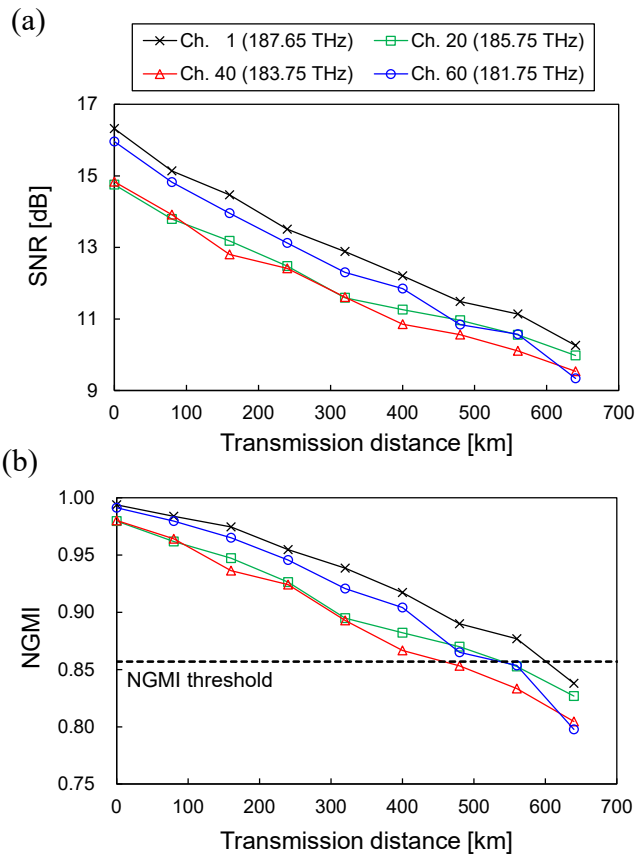 (a)
Ch. 1 (187.65 THz) Ch. 20 (185.75 THz)
Ch. 40 (183.75 THz) Ch. 60 (181.75 THz)
17
15
13
11
9
SNR [dB]
0 100 200 300 400 500 600 700
Transmission distance [km]
(b)
1.00
0.95
0.90
0.85
0.80
0.75
NGMI
NGMI threshold
0 100 200 300 400 500 600 700
Transmission distance [km]